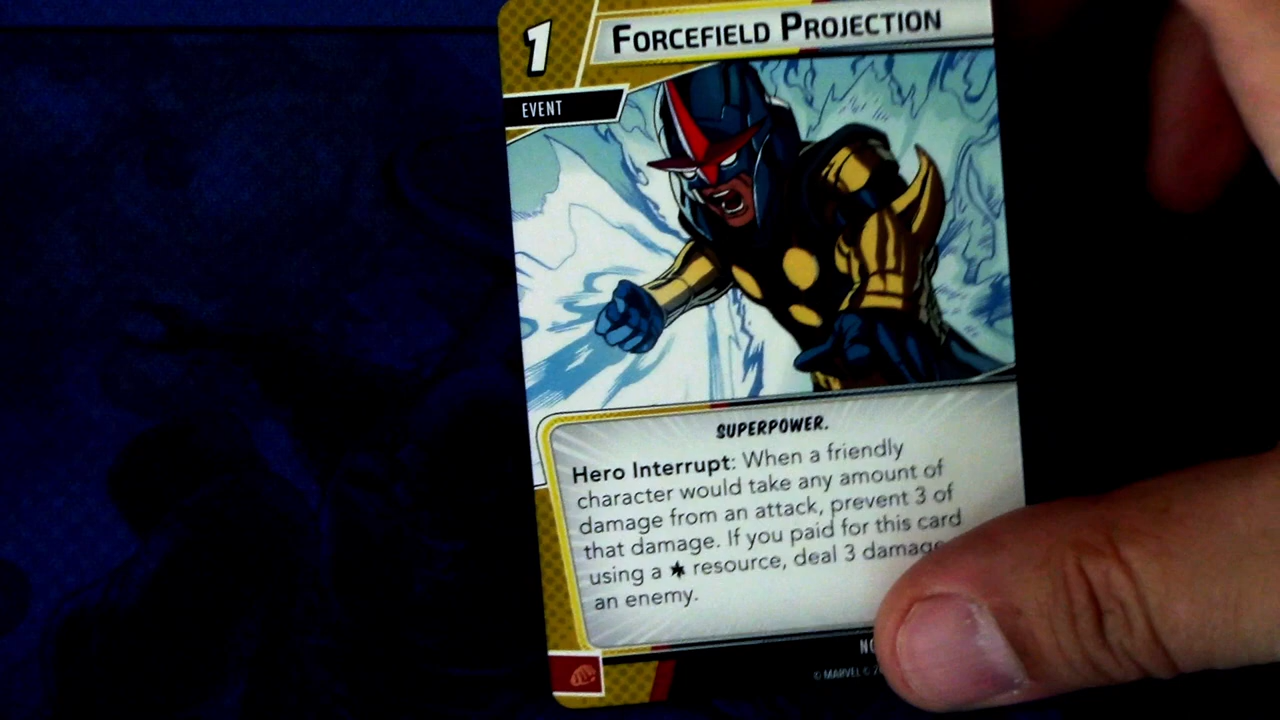 1
FORCEFIELD PROJECTION
EVENT
SUPERPOWER.
Hero Interrupt: When a friendly
character would take any amount of
damage from an attack, prevent 3 of
that damage. If you paid for this card
using a resource, deal 3 damage
an enemy.
© MARVEL ©